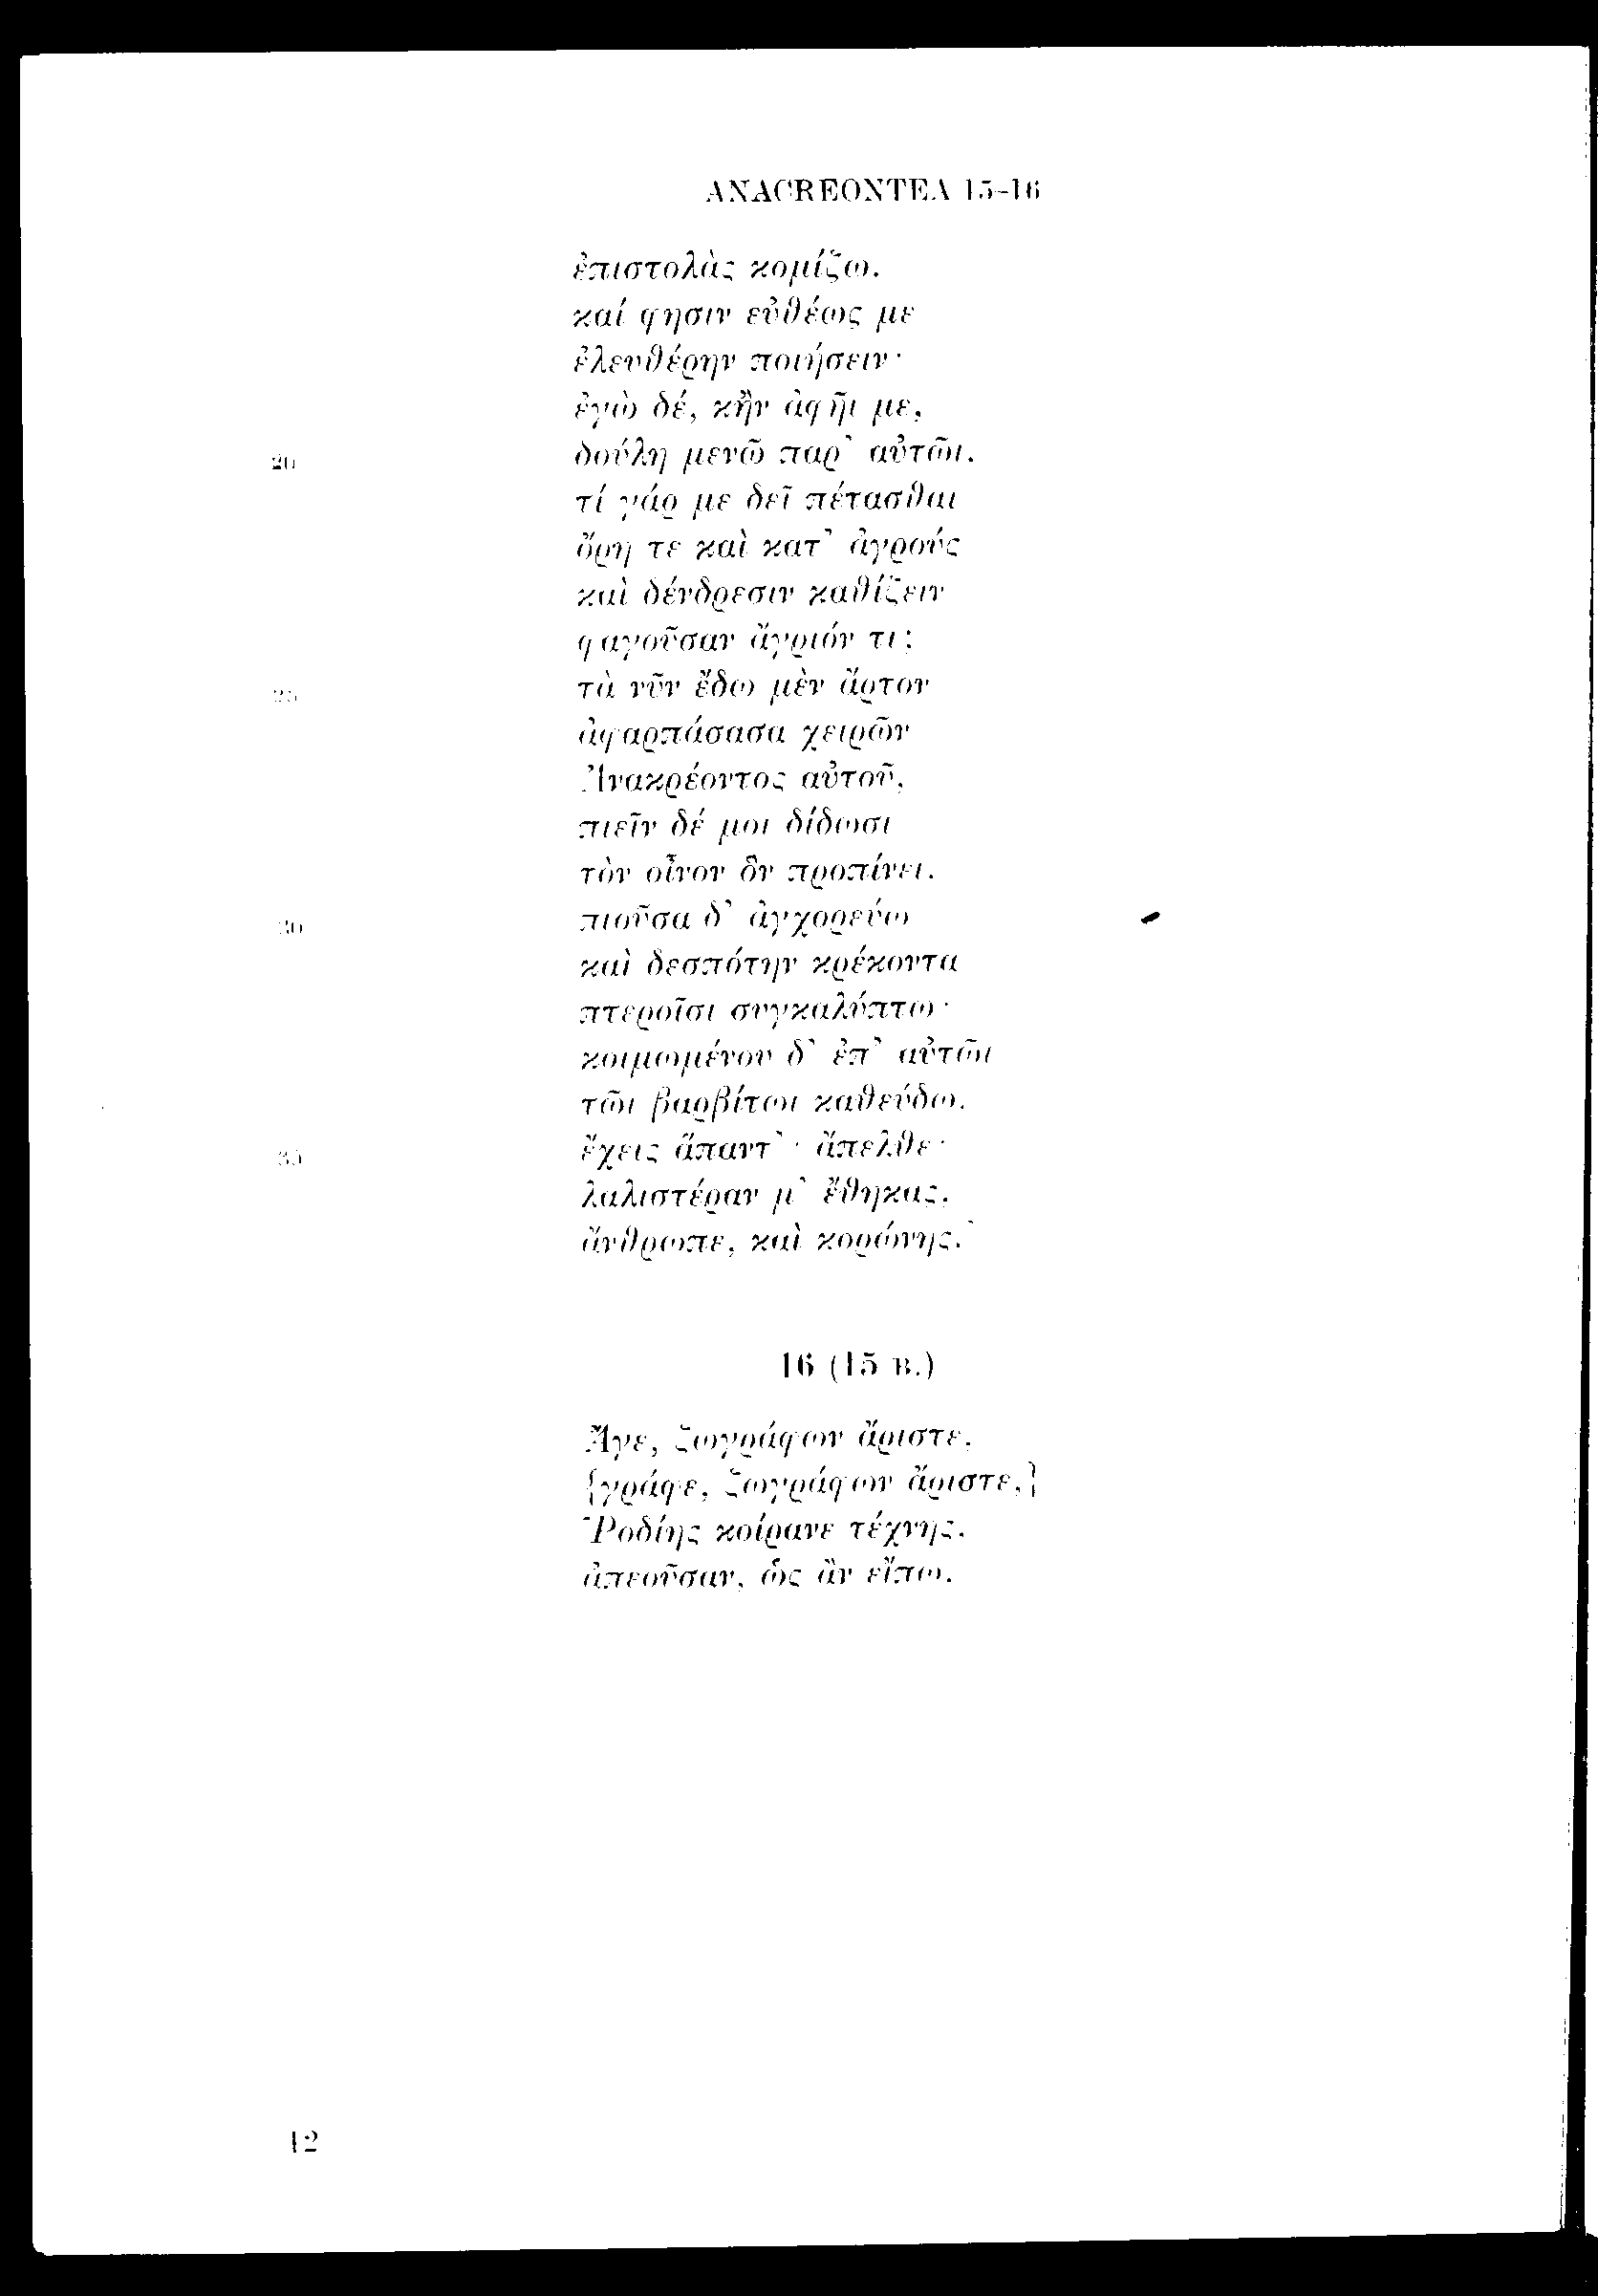 ANACREONTEA 15-16
ἐπιστολὰς κομίζω.
καί φησιν εὐθέως με
ἐλευθέρην ποιήσειν·
ἐγὼ δέ, κἢν ἀφῆι με,
20 δούλη μενῶ παρ' αὐτῶι.
τί γάρ με δεῖ πέτασθαι
ὄρη τε καὶ κατ' ἀγρούς
καὶ δένδρεσιν καθίζειν
φαγοῦσαν ἄγριόν τι;
25 τὰ νῦν ἔδω μὲν ἄρτον
ἀφαρπάσασα χειρῶν
Ἀνακρέοντος αὐτοῦ,
πιεῖν δέ μοι δίδωσι
τὸν οἶνον ὃν προπίνει.
30 πιοῦσα δ' ἀγχορεύω
καὶ δεσπότην κρέκοντα
πτεροῖσι συγκαλύπτω·
κοιμωμένου δ' ἐπ' αὐτῶι
τῶι βαρβίτωι καθεύδω.
35 ἔχεις ἅπαντ'· ἄπελθε·
λαλιστέραν μ' ἔθηκας,
ἄνθρωπε, καὶ κορώνης.'
16 (15 B.)
Ἄγε, ζωγράφων ἄριστε,
{γράφε, ζωγράφων ἄριστε,}
Ῥοδίης κοίρανε τέχνης,
ἀπεοῦσαν, ὡς ἂν εἴπω,
12